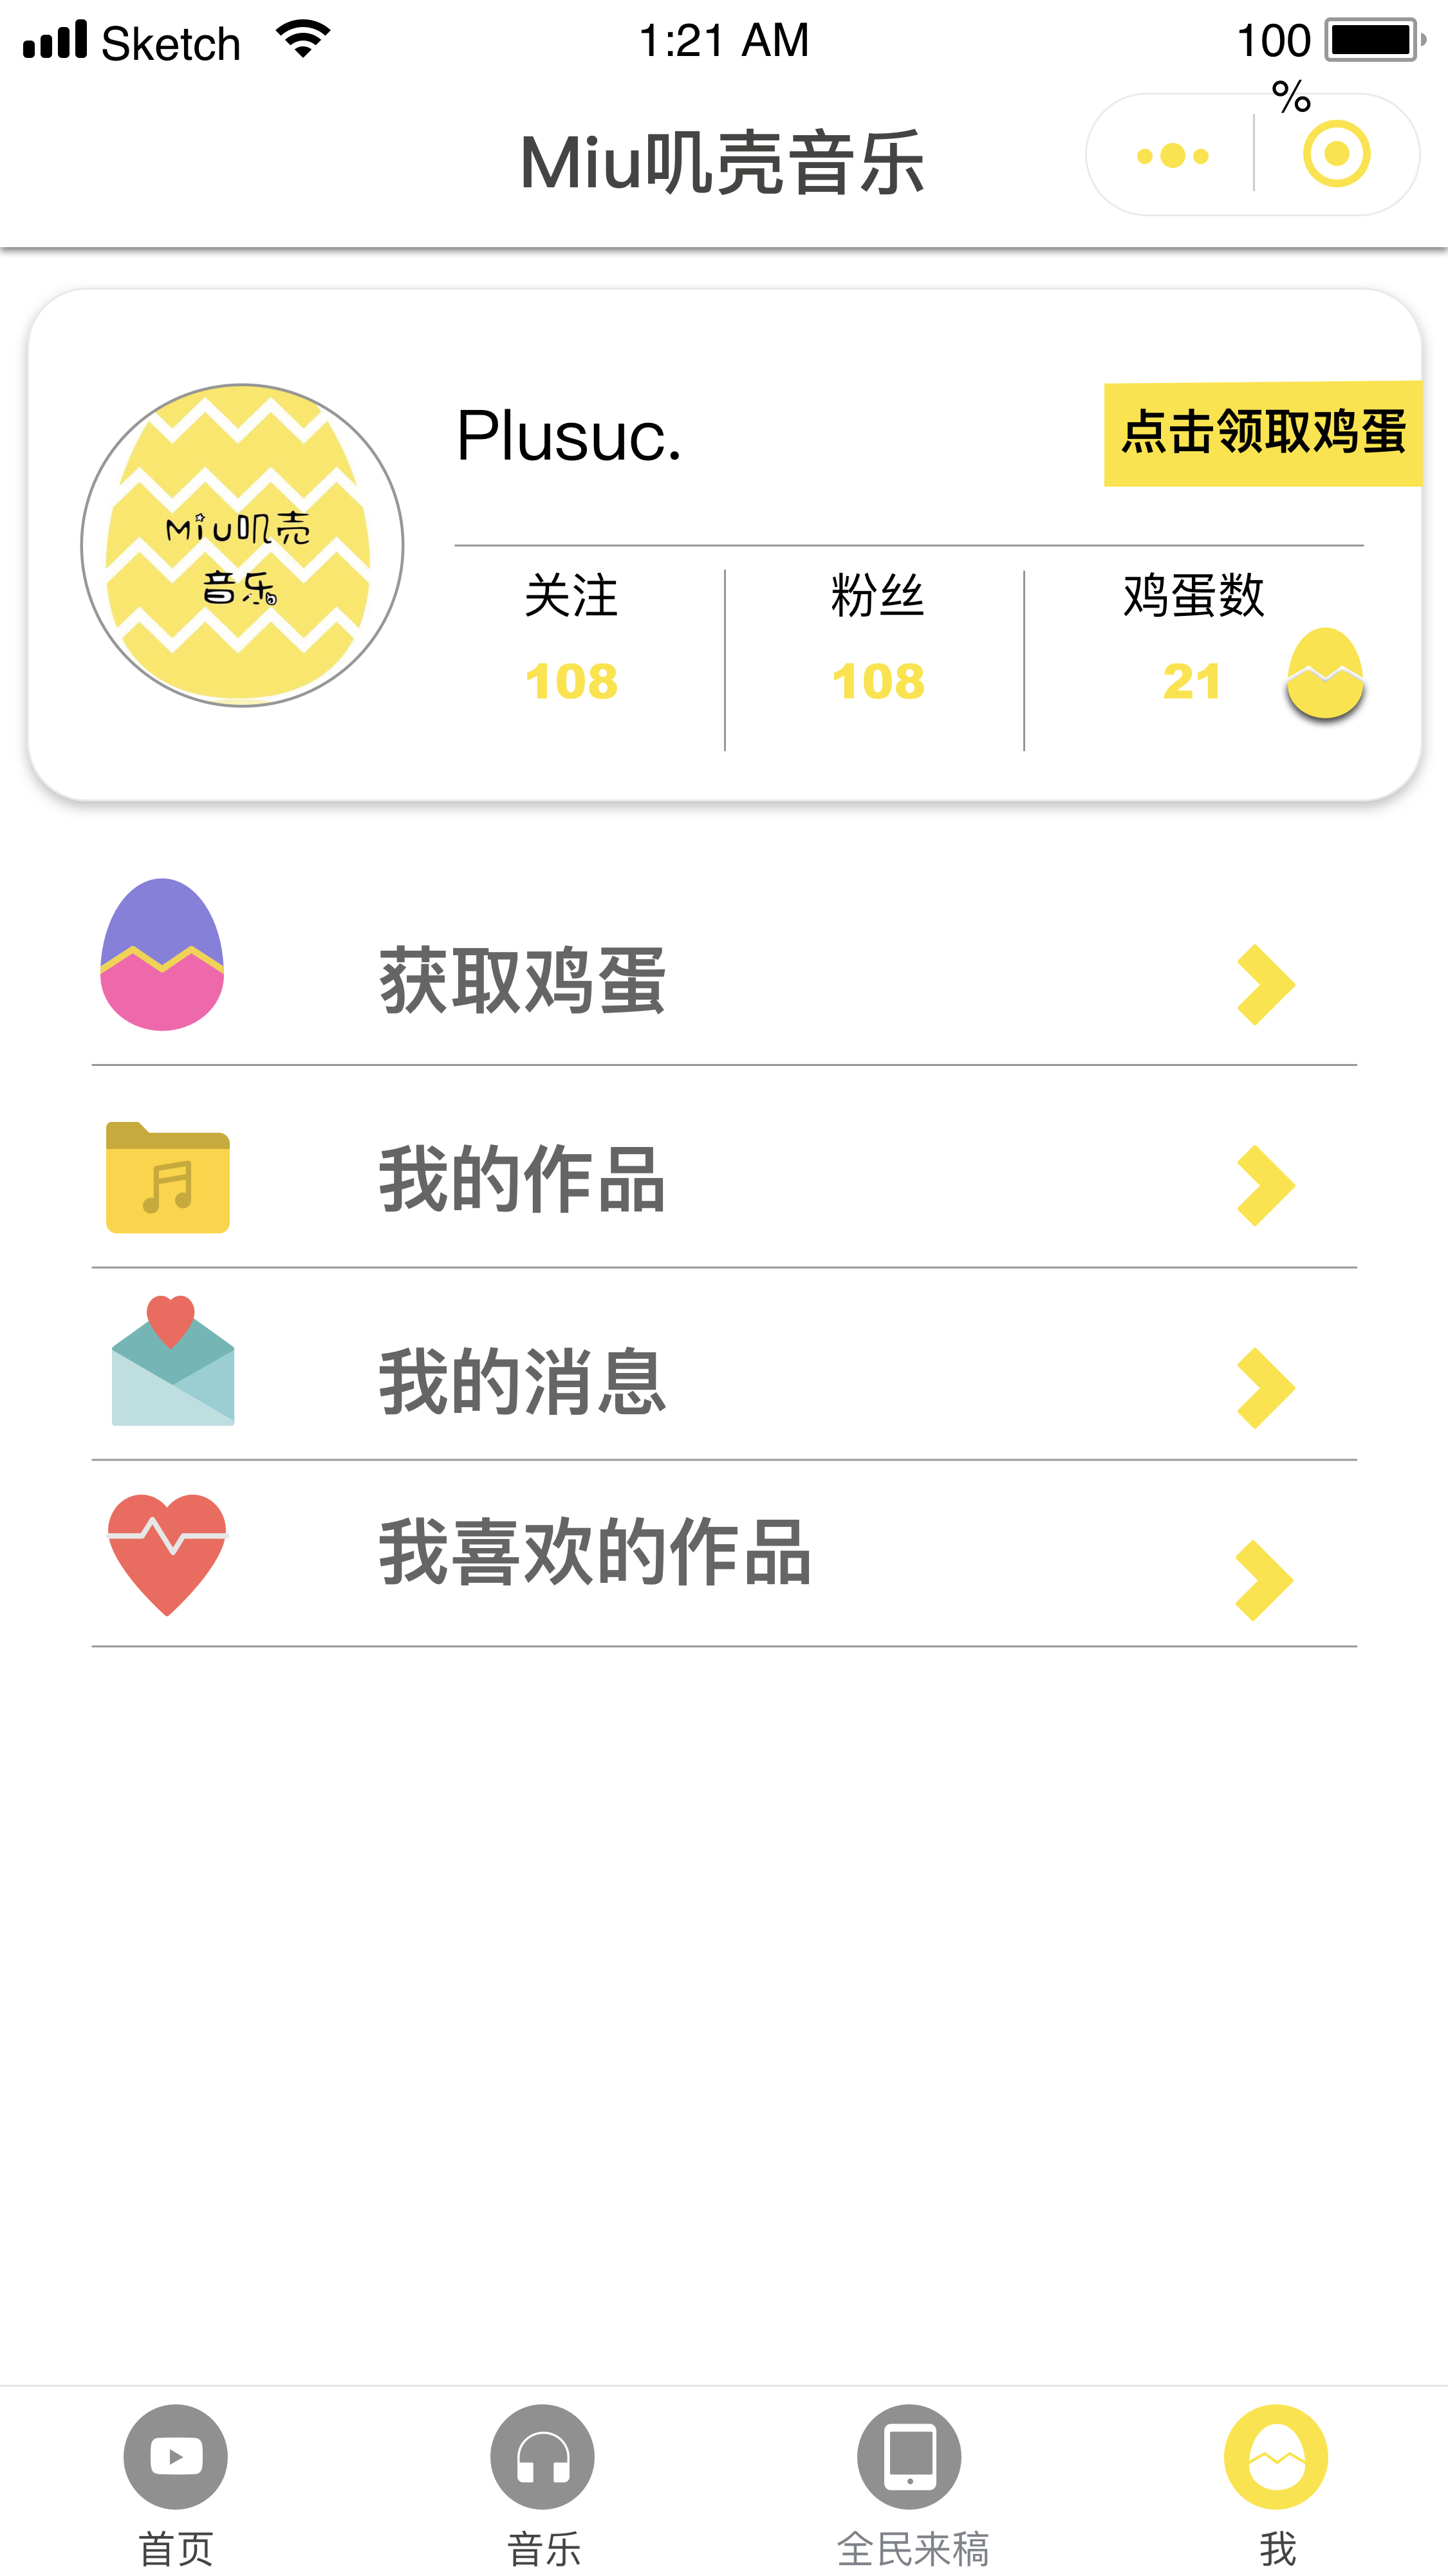 Sketch 1:21 AM 100
%
Miu叽壳音乐
Plusuc.
点击领取鸡蛋
Miu叽壳
音乐
关注 粉丝 鸡蛋数
108 108 21
获取鸡蛋
我的作品
我的消息
我喜欢的作品
首页 音乐 全民来稿 我